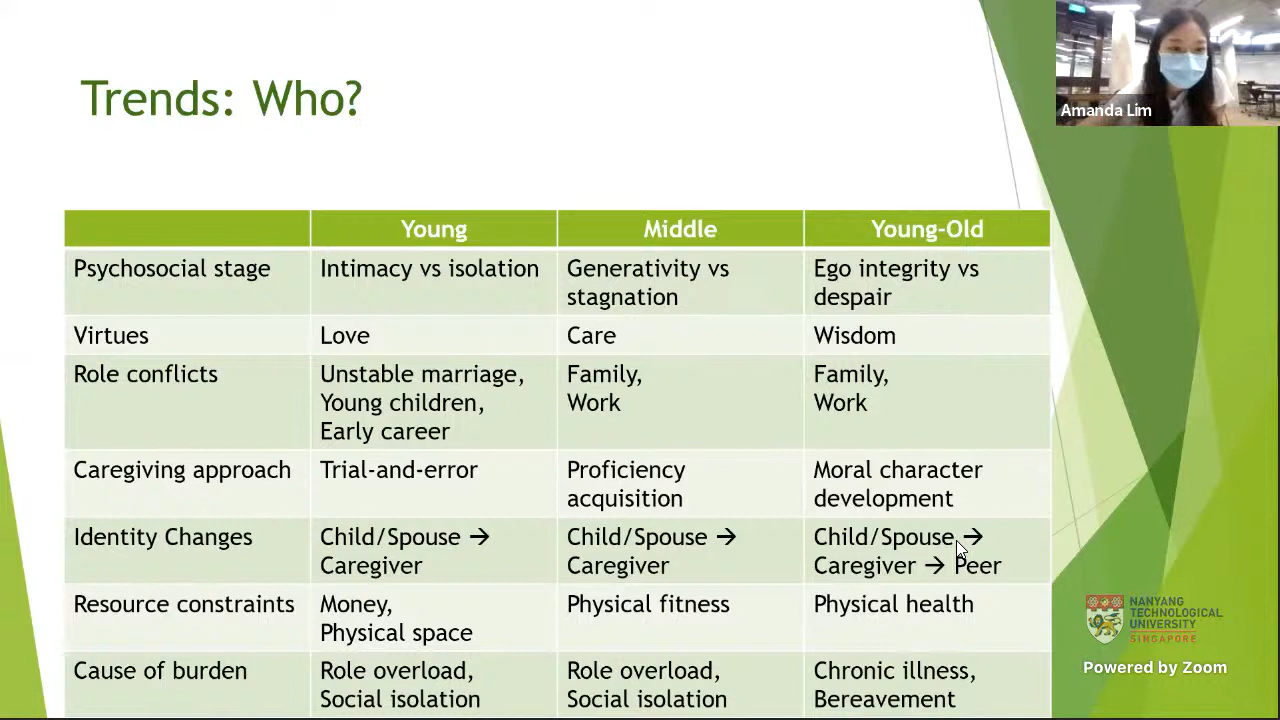 Trends: Who?
Amanda Lim
Young Middle Young-Old
Psychosocial stage Intimacy vs isolation Generativity vs Ego integrity vs
stagnation despair
Virtues Love Care Wisdom
Role conflicts Unstable marriage, Family, Family,
Young children, Work Work
Early career
Caregiving approach Trial-and-error Proficiency Moral character
acquisition development
Identity Changes Child/Spouse → Child/Spouse → Child/Spouse →
Caregiver Caregiver Caregiver → Peer
Resource constraints Money, Physical fitness Physical health
Physical space
Cause of burden Role overload, Role overload, Chronic illness,
Social isolation Social isolation Bereavement
NANYANG
TECHNOLOGICAL
UNIVERSITY
SINGAPORE
Powered by Zoom